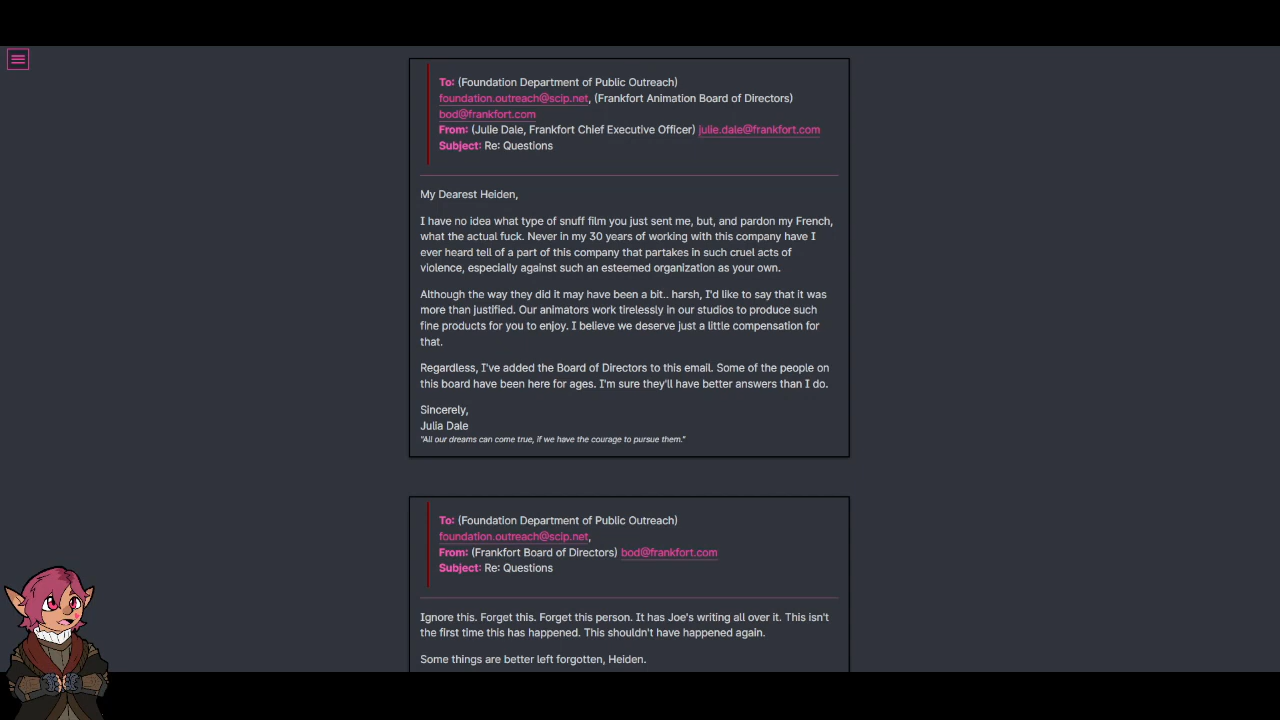 To: (Foundation Department of Public Outreach)
foundation.outreach@scip.net, (Frankfort Animation Board of Directors)
bod@frankfort.com
From: (Julie Dale, Frankfort Chief Executive Officer) julie.dale@frankfort.com
Subject: Re: Questions
My Dearest Heiden,
I have no idea what type of snuff film you just sent me, but, and pardon my French,
what the actual fuck. Never in my 30 years of working with this company have I
ever heard tell of a part of this company that partakes in such cruel acts of
violence, especially against such an esteemed organization as your own.
Although the way they did it may have been a bit.. harsh, I'd like to say that it was
more than justified. Our animators work tirelessly in our studios to produce such
fine products for you to enjoy. I believe we deserve just a little compensation for
that.
Regardless, I've added the Board of Directors to this email. Some of the people on
this board have been here for ages. I'm sure they'll have better answers than I do.
Sincerely,
Julia Dale
"All our dreams can come true, if we have the courage to pursue them."
To: (Foundation Department of Public Outreach)
foundation.outreach@scip.net,
From: (Frankfort Board of Directors) bod@frankfort.com
Subject: Re: Questions
Ignore this. Forget this. Forget this person. It has Joe's writing all over it. This isn't
the first time this has happened. This shouldn't have happened again.
Some things are better left forgotten, Heiden.